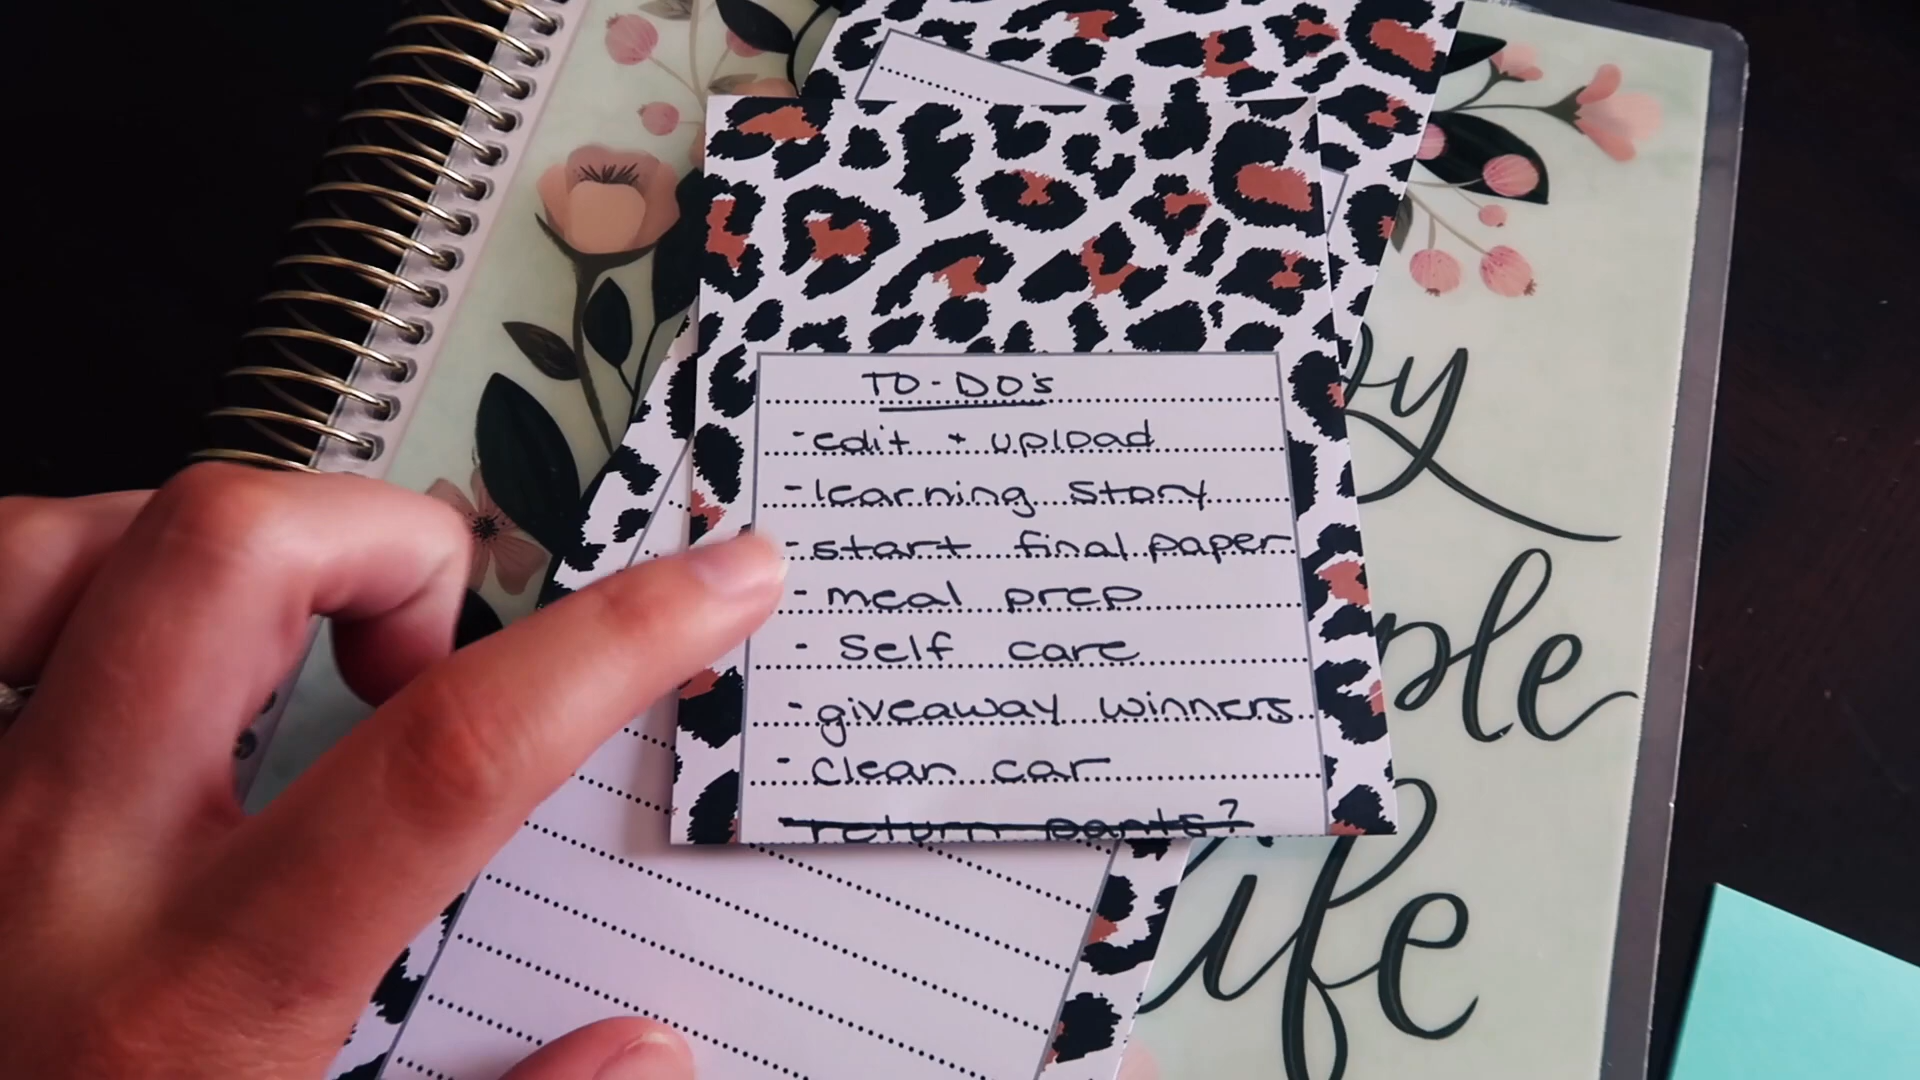 TO-DO's
- edit + upload
- learning story
- start final paper
- meal prep
- Self care
- giveaway winners
- clean car
return pants?
ple
life